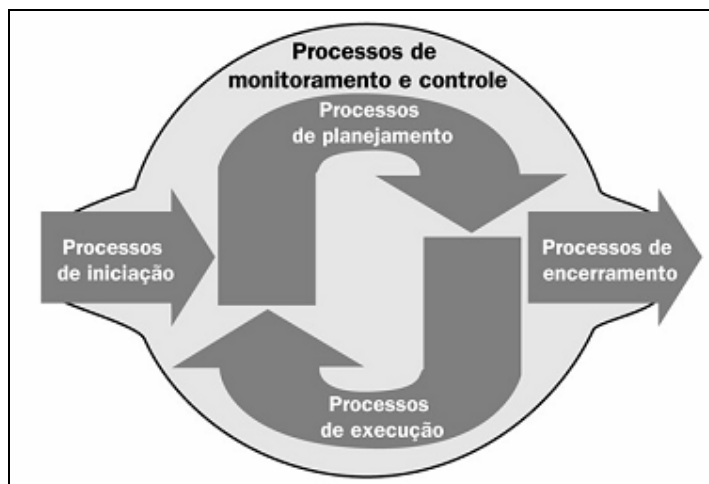 Processos de
monitoramento e controle
Processos
de planejamento
Processos
de iniciação
Processos de
encerramento
Processos
de execução